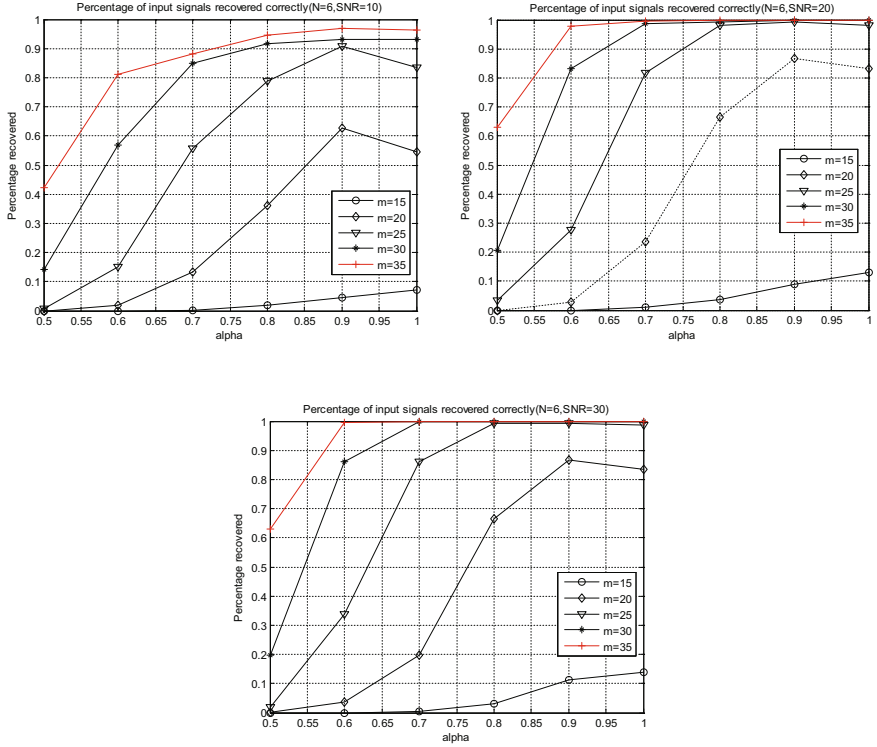 Percentage of input signals recovered correctly(N=6,SNR=10)
Percentage recovered
1
0.9
0.8
0.7
0.6
0.5
0.4
0.3
0.2
0.1
0
0.5 0.55 0.6 0.65 0.7 0.75 0.8 0.85 0.9 0.95 1
alpha
m=15
m=20
m=25
m=30
m=35
Percentage of input signals recovered correctly(N=6,SNR=20)
Percentage recovered
1
0.9
0.8
0.7
0.6
0.5
0.4
0.3
0.2
0.1
0
0.5 0.55 0.6 0.65 0.7 0.75 0.8 0.85 0.9 0.95 1
alpha
m=15
m=20
m=25
m=30
m=35
Percentage of input signals recovered correctly(N=6,SNR=30)
Percentage recovered
1
0.9
0.8
0.7
0.6
0.5
0.4
0.3
0.2
0.1
0
0.5 0.55 0.6 0.65 0.7 0.75 0.8 0.85 0.9 0.95 1
alpha
m=15
m=20
m=25
m=30
m=35